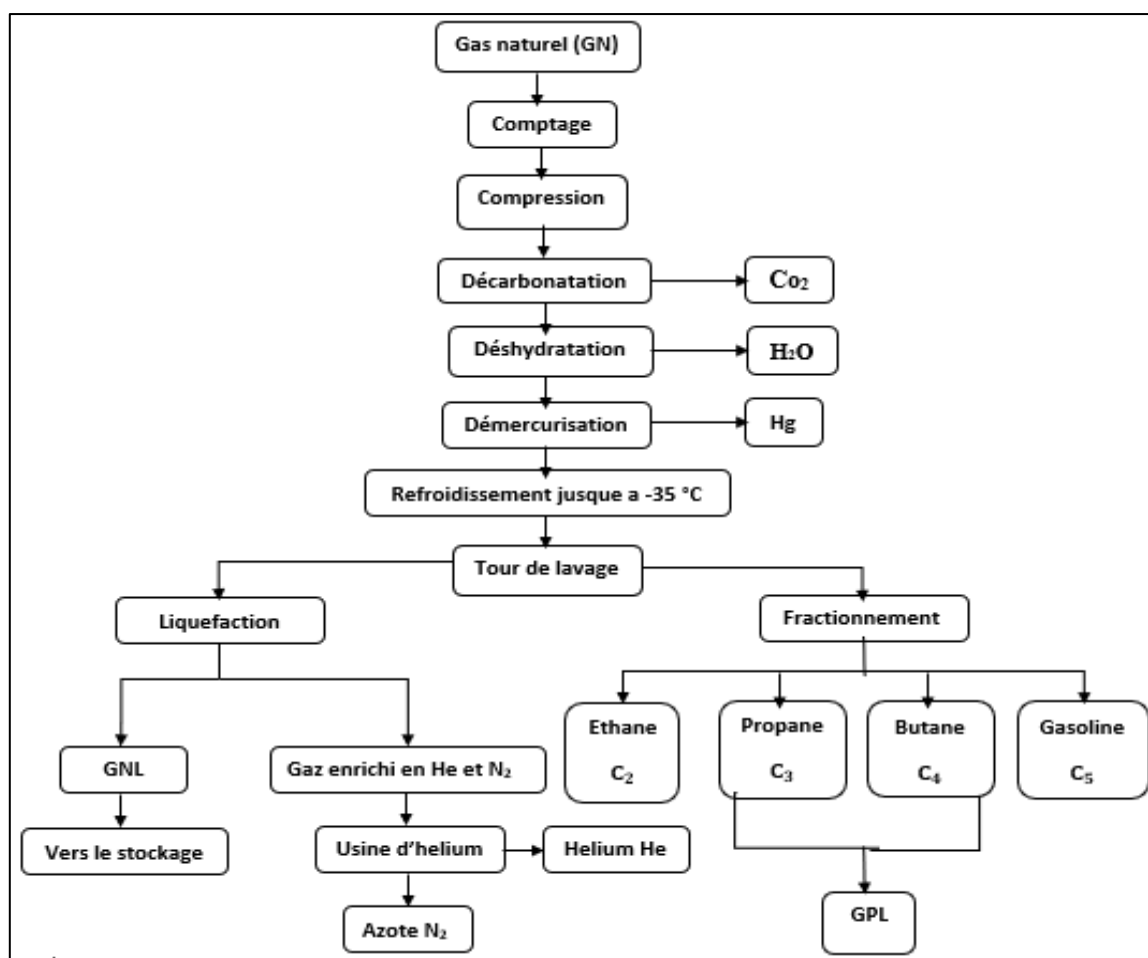 Gas naturel (GN)
Comptage
Compression
Décarbonatation
Co₂
Déshydratation
H₂O
Démercurisation
Hg
Refroidissement jusque a -35 °C
Tour de lavage
Liquefaction
Fractionnement
Ethane
C₂
Propane
C₃
Butane
C₄
Gasoline
C₅
GNL
Gaz enrichi en He et N₂
Vers le stockage
Usine d’helium
Helium He
GPL
Azote N₂